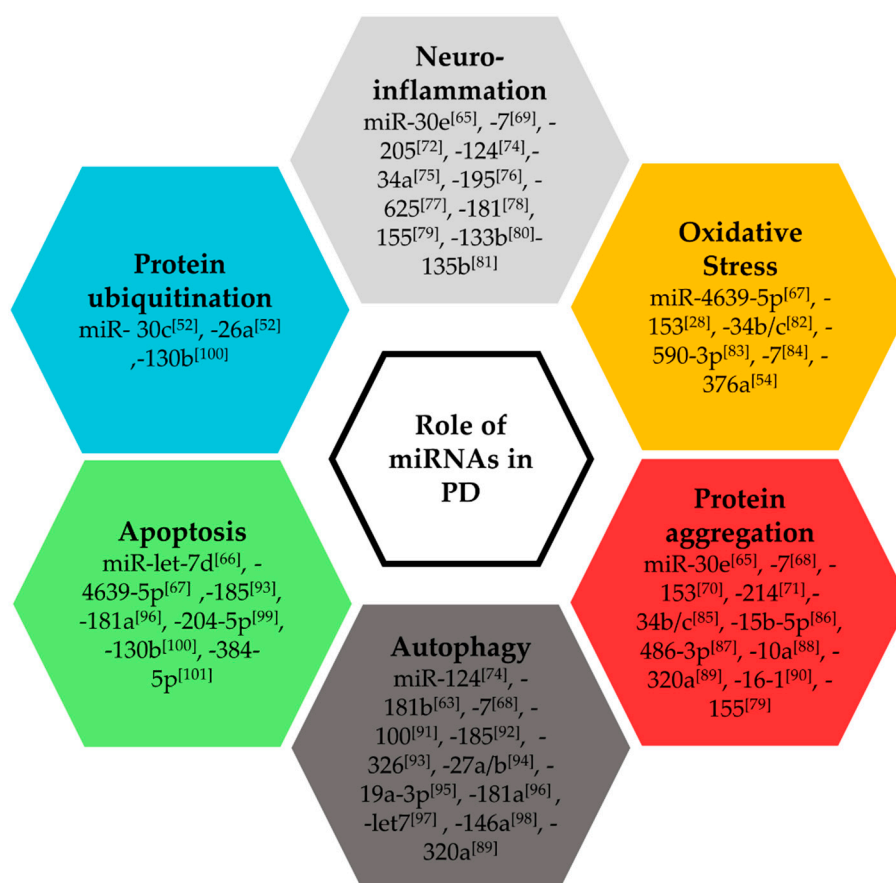 Neuro-
inflammation
miR-30e[65], -7[69], -
205[72], -124[74],-
34a[75], -195[76], -
625[77], -181[78],
155[79], -133b[80]-
135b[81]
Protein
ubiquitination
miR- 30c[52], -26a[52]
,-130b[100]
Oxidative
Stress
miR-4639-5p[67], -
153[28], -34b/c[82], -
590-3p[83], -7[84], -
376a[54]
Role of
miRNAs in
PD
Apoptosis
miR-let-7d[66], -
4639-5p[67] ,-185[93],
-181a[96], -204-5p[99],
-130b[100], -384-
5p[101]
Protein
aggregation
miR-30e[65], -7[68], -
153[70], -214[71],-
34b/c[85], -15b-5p[86],
486-3p[87], -10a[88], -
320a[89], -16-1[90], -
155[79]
Autophagy
miR-124[74], -
181b[63], -7[68], -
100[91], -185[92], -
326[93], -27a/b[94], -
19a-3p[95], -181a[96] ,
-let7[97] , -146a[98], -
320a[89]